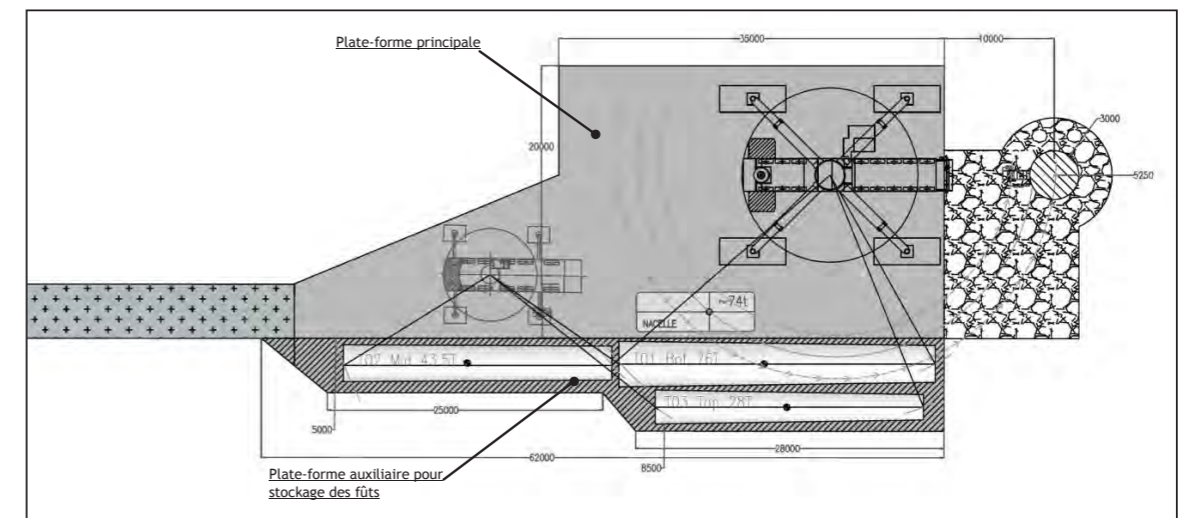 Plate-forme principale
35000
10000
3000
20000
5250
~74t
NACELLE
T02 Mid 43.5T
T01 Bot. 76T
T03 Top 28T
25000
5000
28000
62000
8500
Plate-forme auxiliaire pour
stockage des fûts